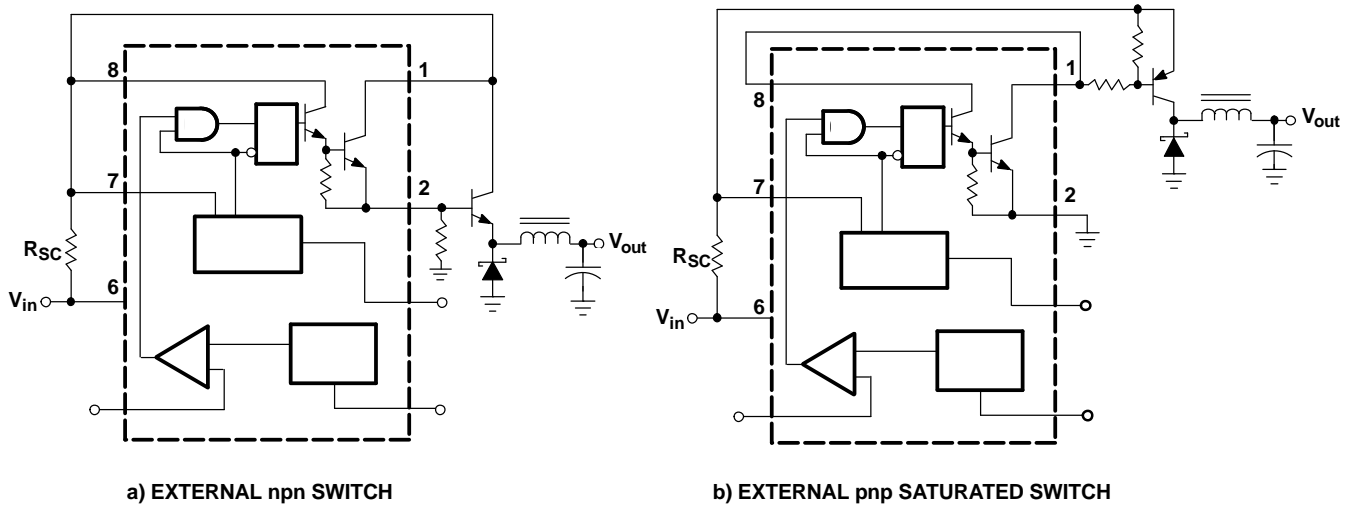 8
1
7
2
RSC
Vin
6
Vout
a) EXTERNAL npn SWITCH
8
1
7
2
RSC
Vin
6
Vout
b) EXTERNAL pnp SATURATED SWITCH